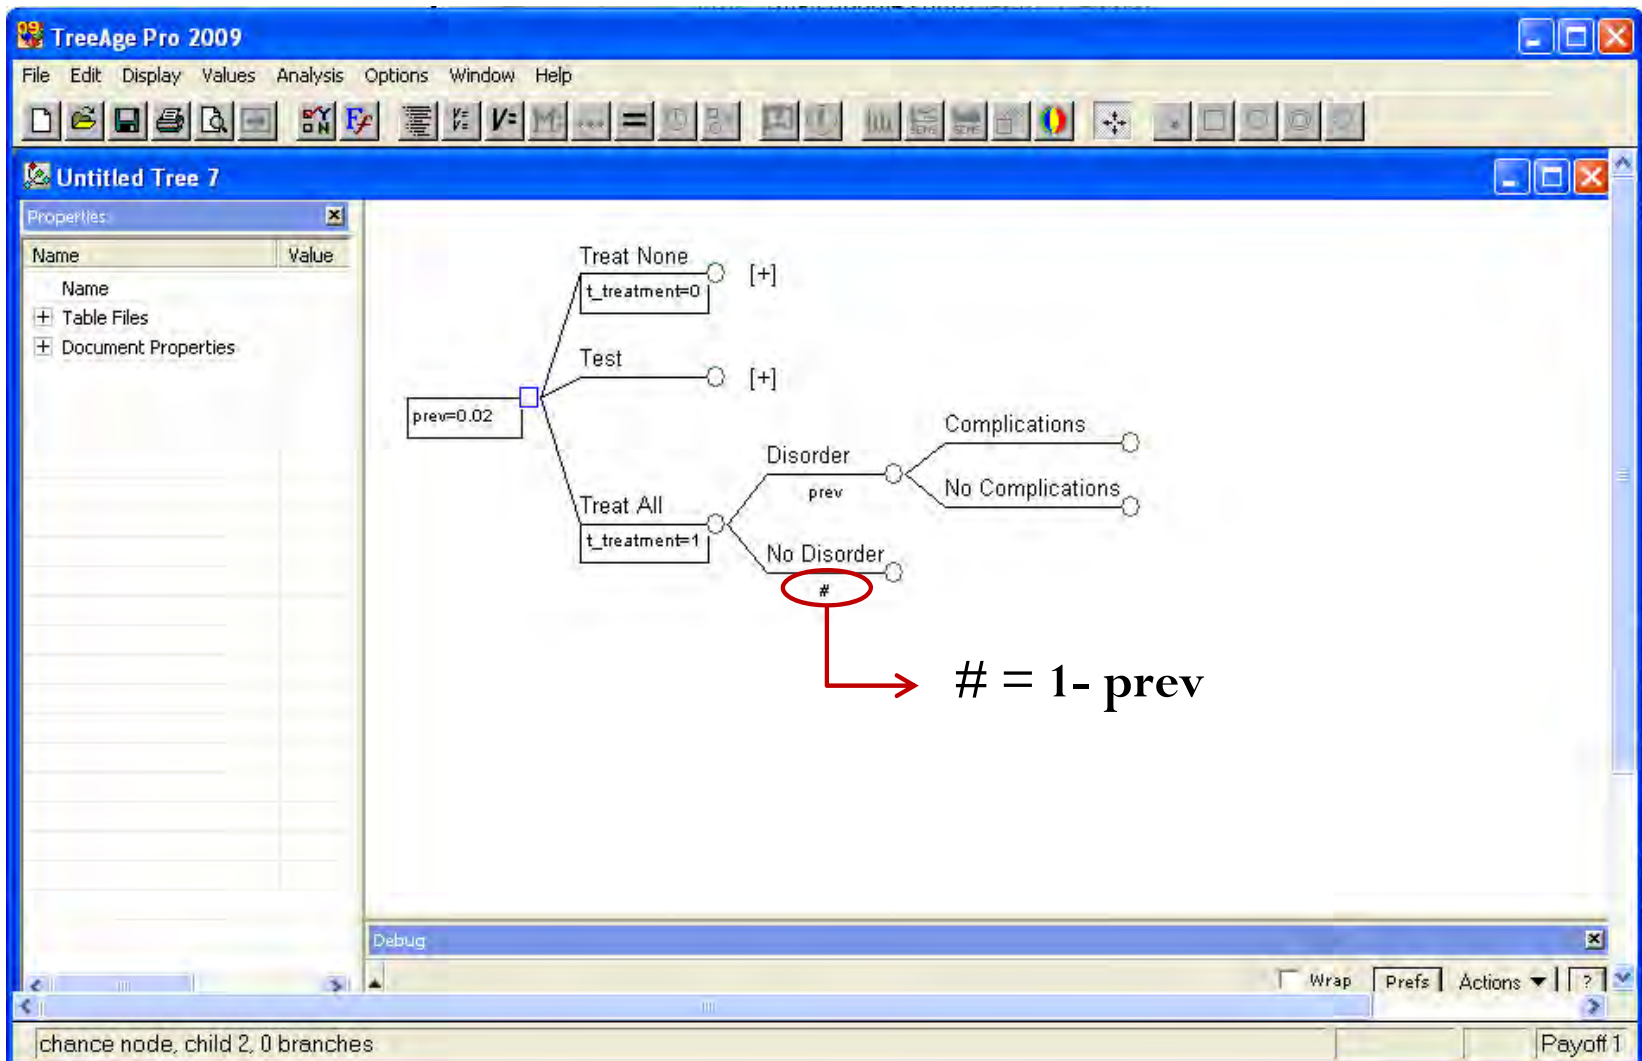 TreeAge Pro 2009
File Edit Display Values Analysis Options Window Help
Untitled Tree 7
Properties
Name Value
Name
+ Table Files
+ Document Properties
Treat None
t_treatment=0
[+]
Test
[+]
prev=0.02
Treat All
t_treatment=1
Disorder
prev
No Disorder
#
Complications
No Complications
# = 1- prev
Debug
Wrap Prefs Actions ?
chance node, child 2, 0 branches
Payoff 1